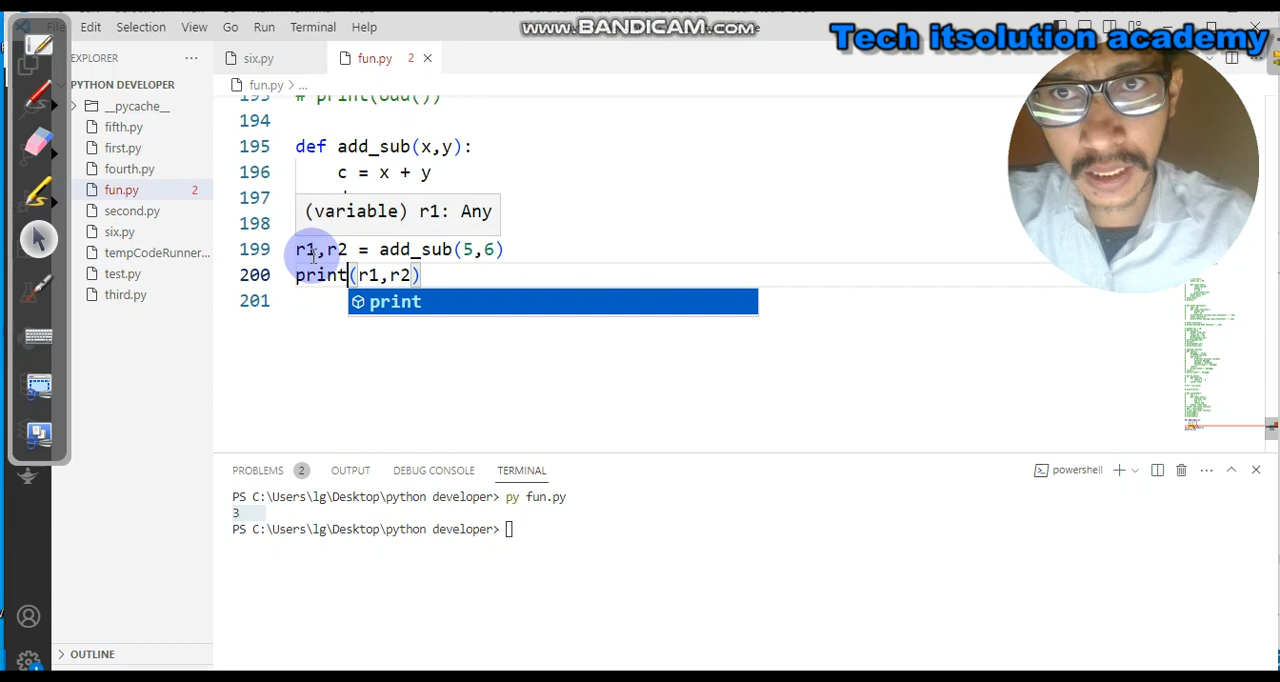 File Edit Selection View Go Run Terminal Help
WWW.BANDICAM.COM
Tech itsolution academy
EXPLORER
six.py
fun.py 2
PYTHON DEVELOPER
fun.py > ...
__pycache__
fifth.py
first.py
fourth.py
fun.py 2
second.py
six.py
tempCodeRunner...
test.py
third.py
OUTLINE
193 # print(odd())
194
195 def add_sub(x,y):
196 c = x + y
197
198
(variable) r1: Any
199 r1,r2 = add_sub(5,6)
200 print(r1,r2)
201
print
PROBLEMS 2 OUTPUT DEBUG CONSOLE TERMINAL
powershell
PS C:\Users\lg\Desktop\python developer> py fun.py
3
PS C:\Users\lg\Desktop\python developer>